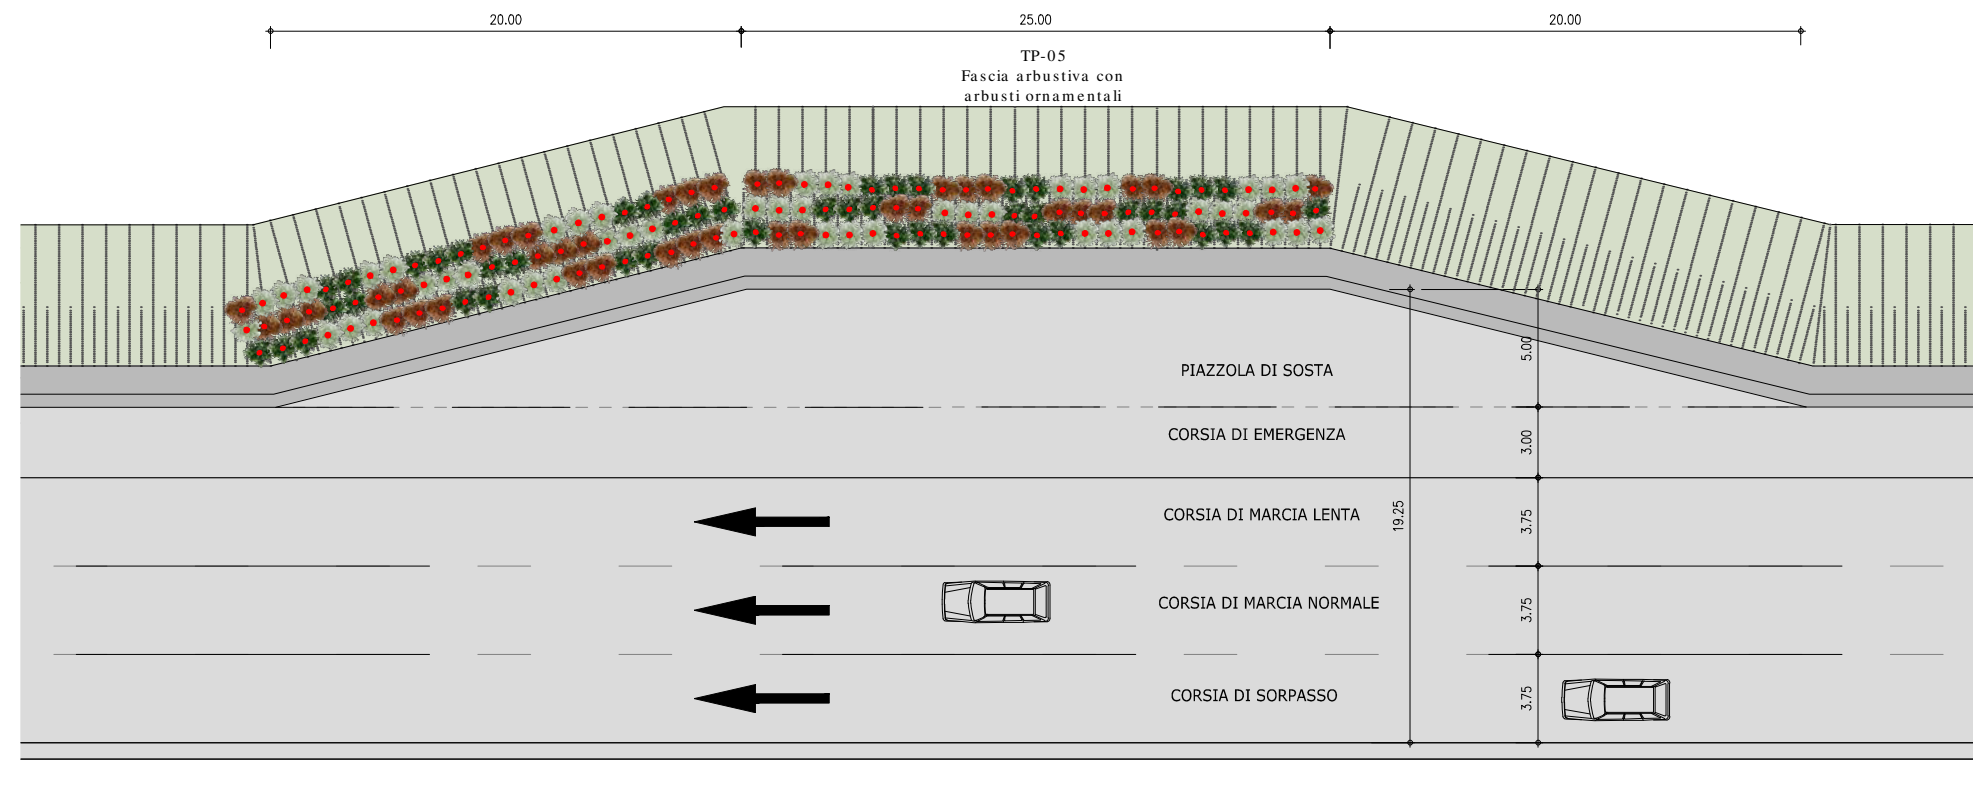 20.00 25.00 20.00
TP-05
Fascia arbustiva con
arbusti ornamentali
5.00
PIAZZOLA DI SOSTA
CORSIA DI EMERGENZA
3.00
19.25
CORSIA DI MARCIA LENTA
3.75
CORSIA DI MARCIA NORMALE
3.75
CORSIA DI SORPASSO
3.75